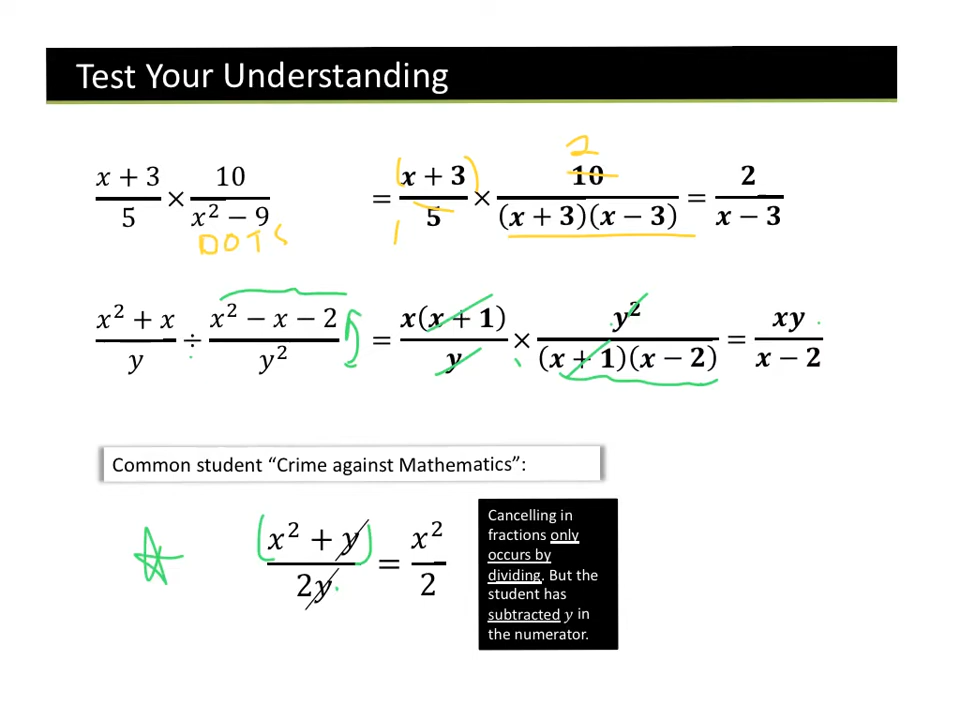 Test Your Understanding
(x + 3)/5 × 10/(x² − 9) = (x + 3)/5 × 10/((x + 3)(x − 3)) = 2/(x − 3)
2
1
DOTS
(x² + x)/y ÷ (x² − x − 2)/y² = x(x + 1)/y × y²/((x + 1)(x − 2)) = xy/(x − 2)
Common student “Crime against Mathematics”:
(x² + y)/2y = x²/2
Cancelling in
fractions only
occurs by
dividing. But the
student has
subtracted y in
the numerator.